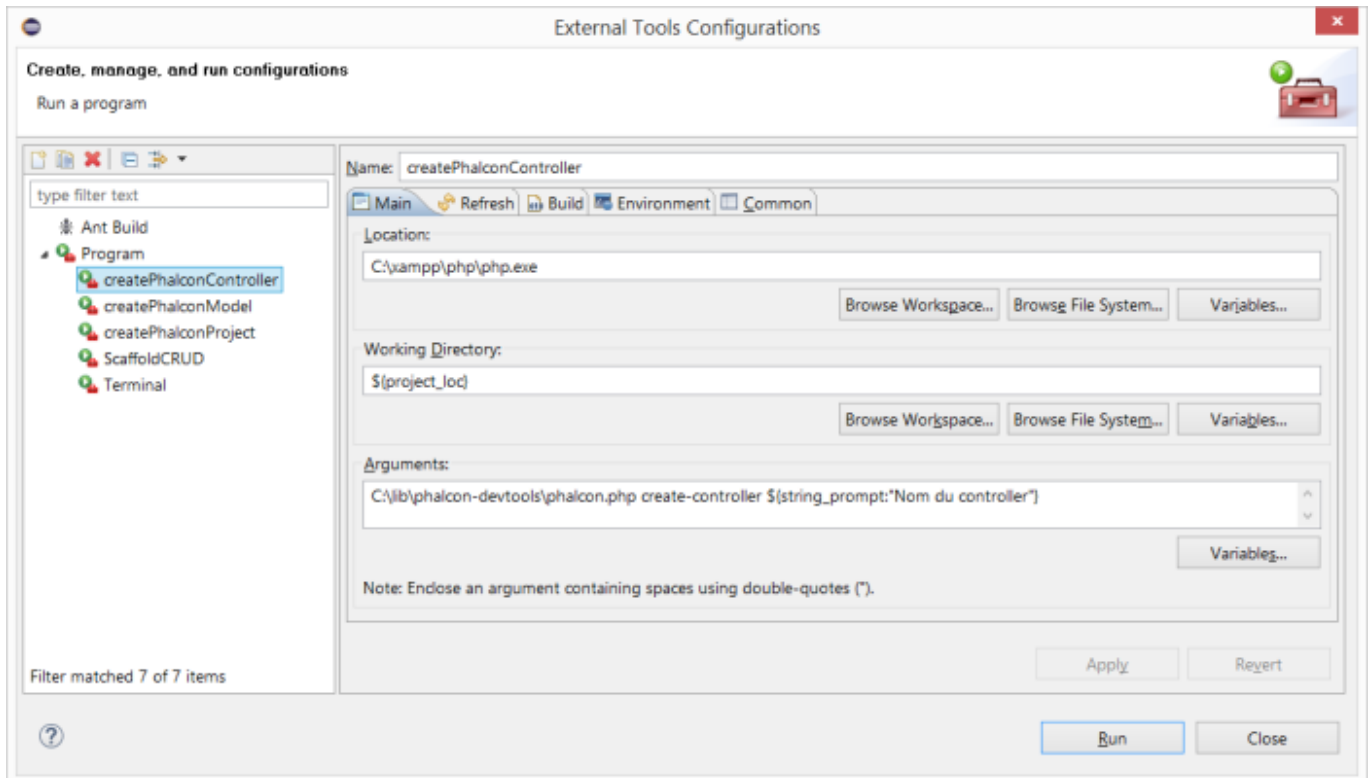 External Tools Configurations
Create, manage, and run configurations
Run a program
type filter text
Ant Build
Program
createPhalconController
createPhalconModel
createPhalconProject
ScaffoldCRUD
Terminal
Filter matched 7 of 7 items
Name: createPhalconController
Main Refresh Build Environment Common
Location:
C:\xampp\php\php.exe
Browse Workspace... Browse File System... Variables...
Working Directory:
${project_loc}
Browse Workspace... Browse File System... Variables...
Arguments:
C:\lib\phalcon-devtools\phalcon.php create-controller ${string_prompt:"Nom du controller"}
Variables...
Note: Enclose an argument containing spaces using double-quotes (").
Apply Revert
Run Close